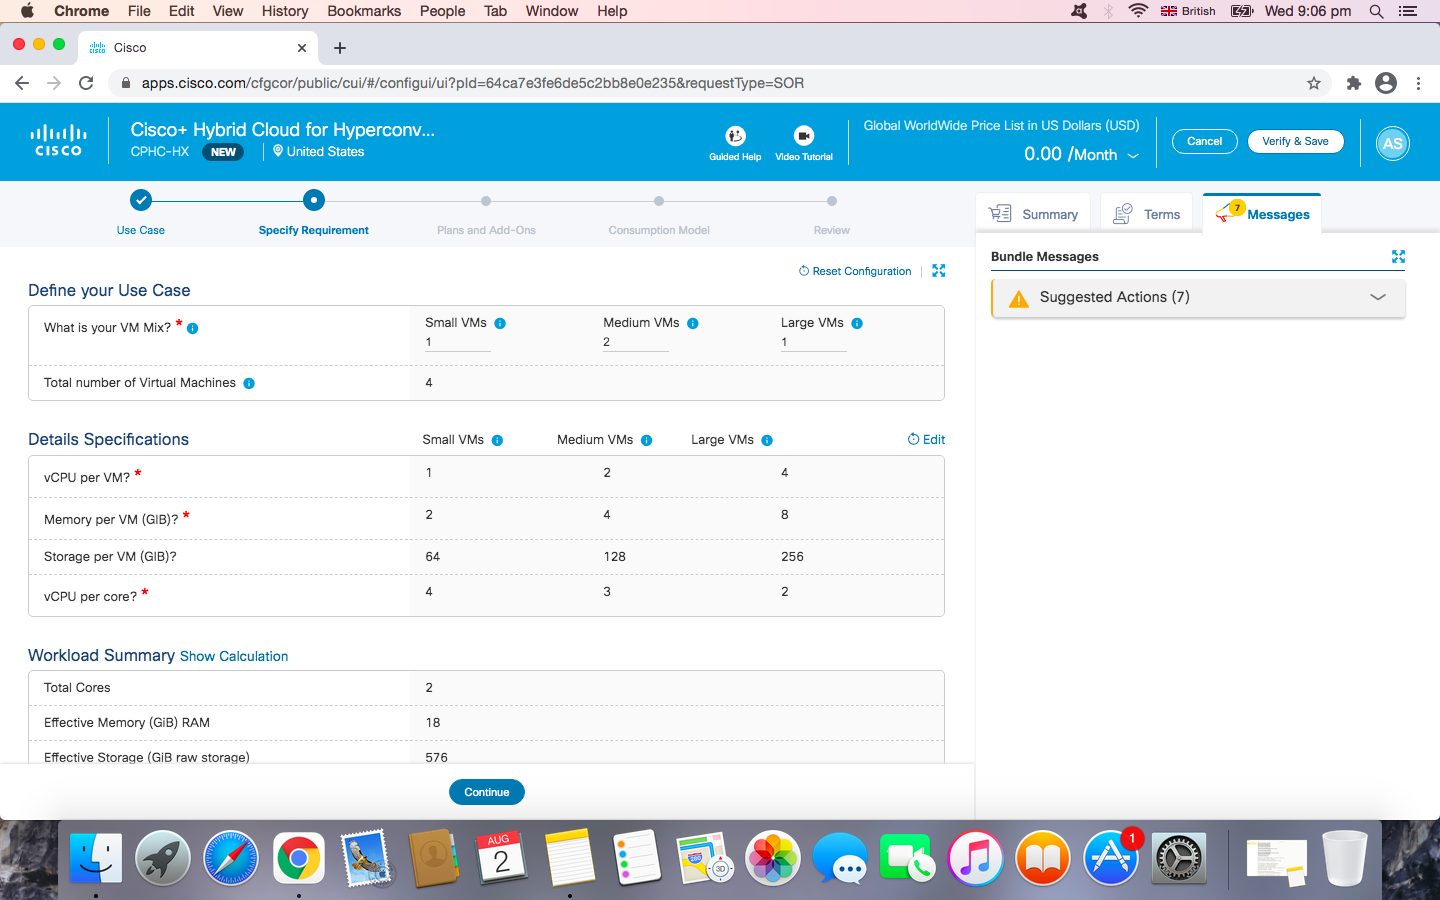 Chrome File Edit View History Bookmarks People Tab Window Help British Wed 9:06 pm
Cisco
apps.cisco.com/cfgcor/public/cui/#/configui/ui?pId=64ca7e3fe6de5c2bb8e0e235&requestType=SOR
CISCO
Cisco+ Hybrid Cloud for Hyperconv...
CPHC-HX NEW United States
Guided Help Video Tutorial
Global WorldWide Price List in US Dollars (USD)
0.00 /Month
Cancel Verify & Save AS
Use Case Specify Requirement Plans and Add-Ons Consumption Model Review
Summary Terms 7 Messages
Reset Configuration
Bundle Messages
Suggested Actions (7)
Define your Use Case
What is your VM Mix? * Small VMs Medium VMs Large VMs
1 2 1
Total number of Virtual Machines 4
Details Specifications Small VMs Medium VMs Large VMs Edit
vCPU per VM? * 1 2 4
Memory per VM (GIB)? * 2 4 8
Storage per VM (GIB)? 64 128 256
vCPU per core? * 4 3 2
Workload Summary Show Calculation
Total Cores 2
Effective Memory (GiB) RAM 18
Effective Storage (GiB raw storage) 576
Continue
AUG
2
280
3D
1